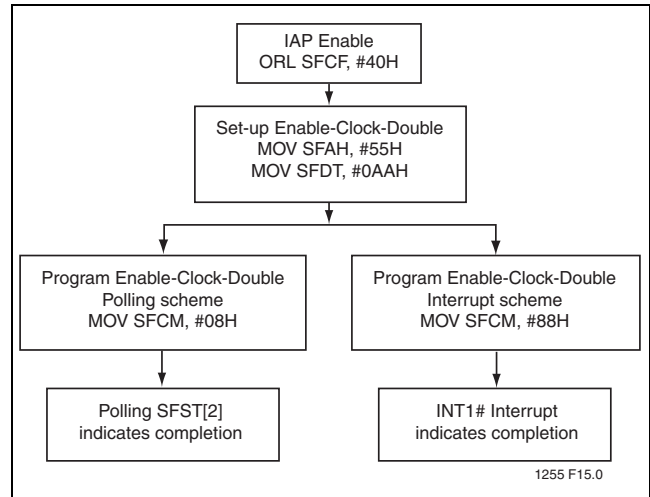 IAP Enable
ORL SFCF, #40H
Set-up Enable-Clock-Double
MOV SFAH, #55H
MOV SFDT, #0AAH
Program Enable-Clock-Double
Polling scheme
MOV SFCM, #08H
Program Enable-Clock-Double
Interrupt scheme
MOV SFCM, #88H
Polling SFST[2]
indicates completion
INT1# Interrupt
indicates completion
1255 F15.0